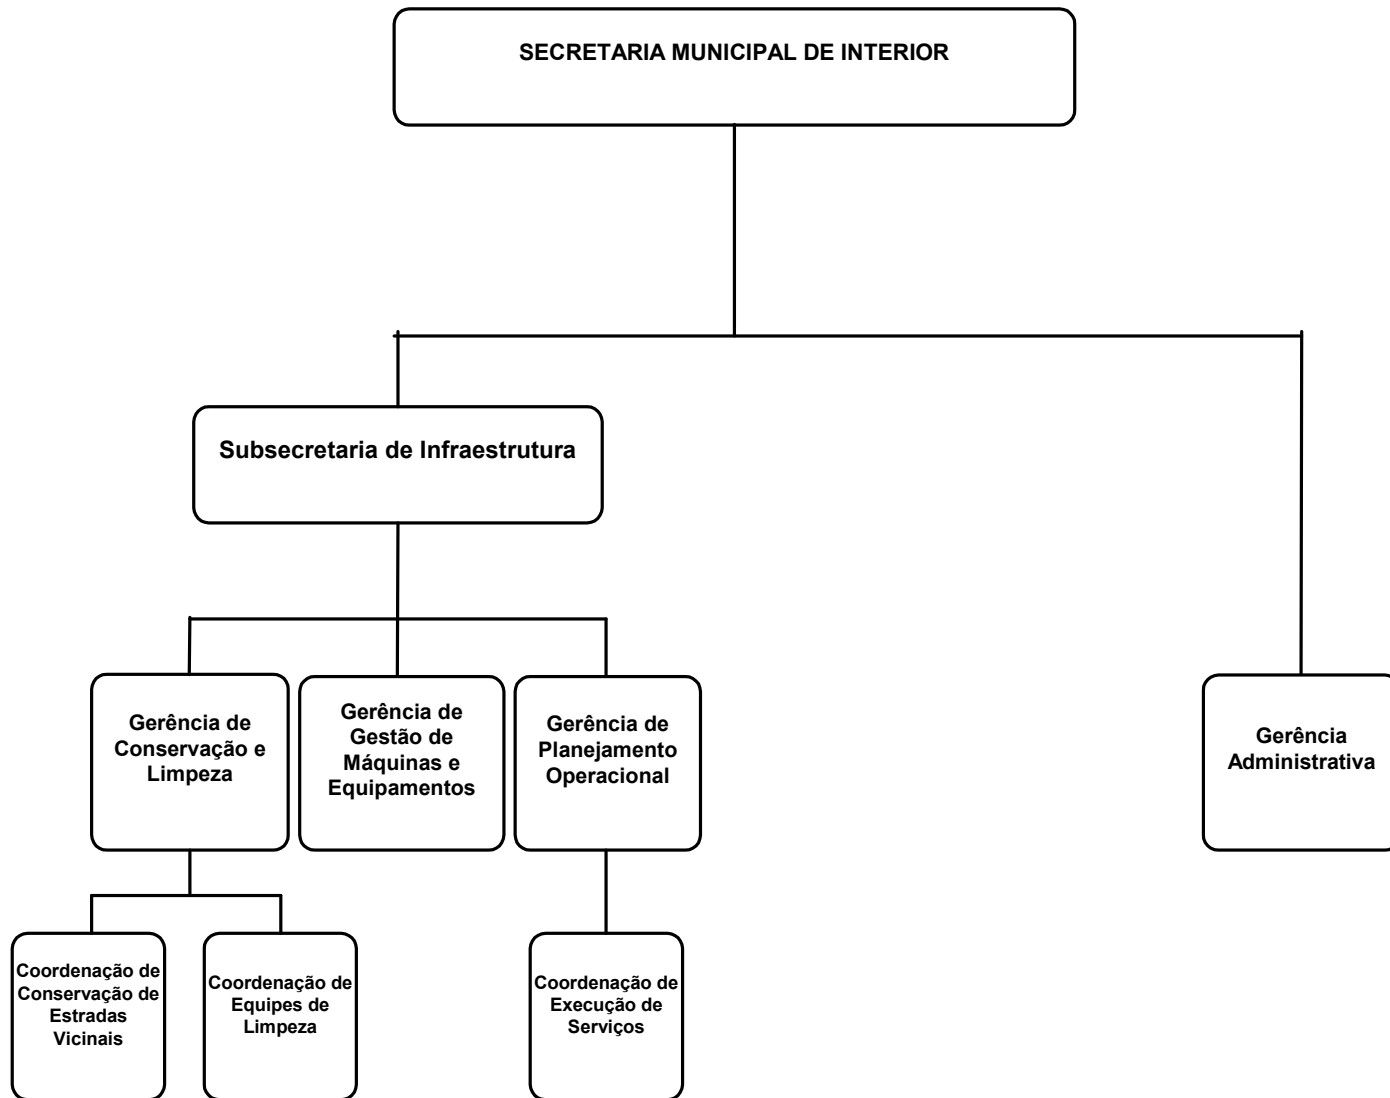 SECRETARIA MUNICIPAL DE INTERIOR
Subsecretaria de Infraestrutura
Gerência de
Conservação e
Limpeza
Gerência de
Gestão de
Máquinas e
Equipamentos
Gerência de
Planejamento
Operacional
Gerência
Administrativa
Coordenação de
Conservação de
Estradas
Vicinais
Coordenação de
Equipes de
Limpeza
Coordenação de
Execução de
Serviços